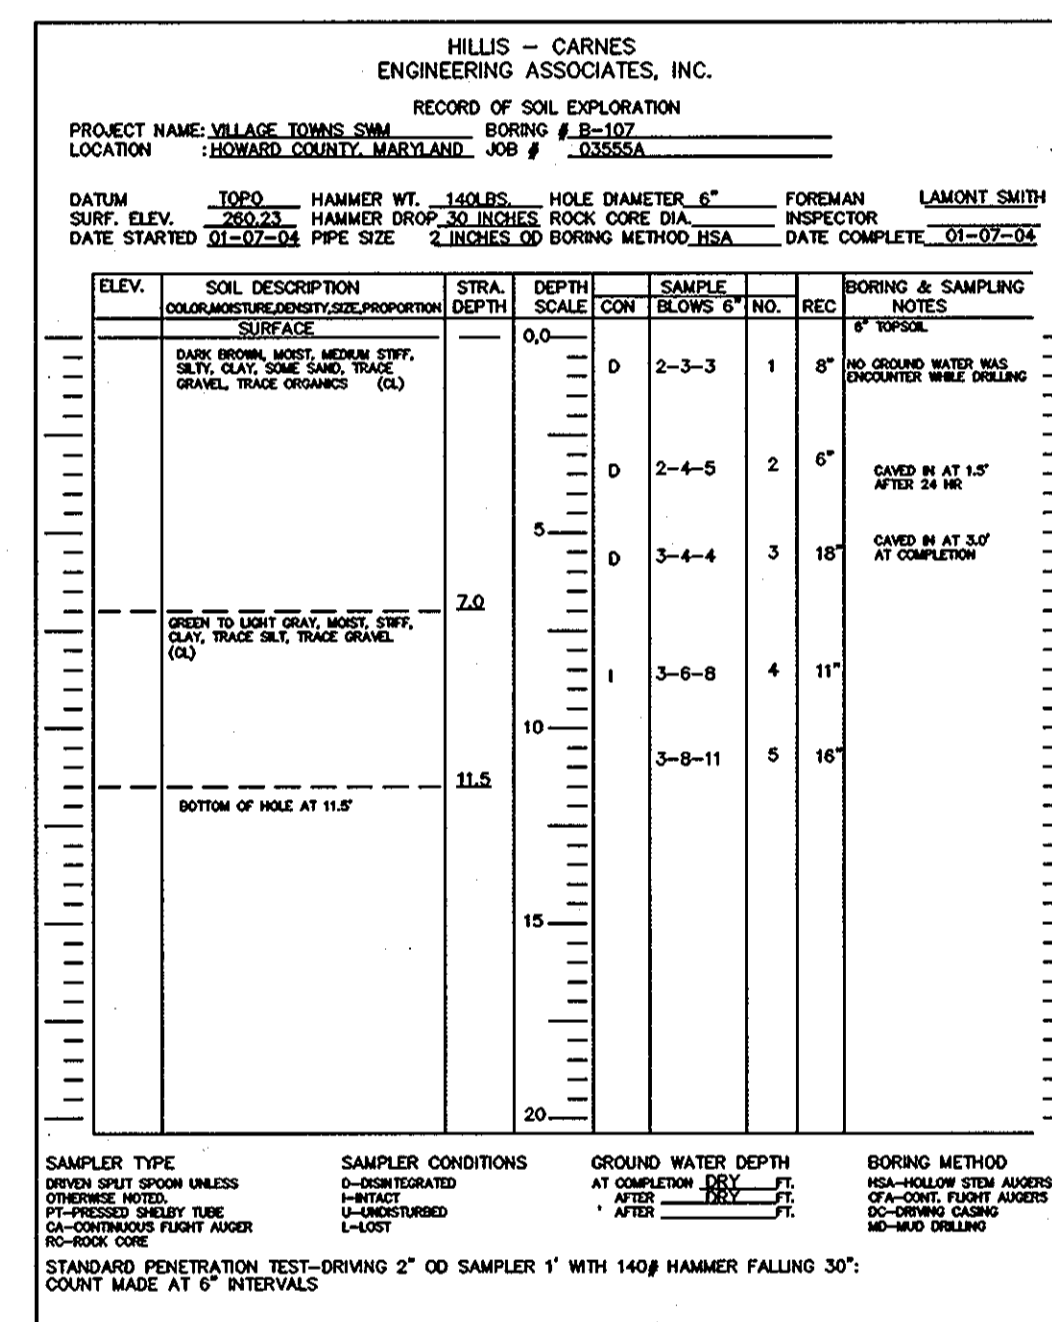 HILLIS – CARNES
ENGINEERING ASSOCIATES, INC.
RECORD OF SOIL EXPLORATION
PROJECT NAME: VILLAGE TOWNS SWM BORING # B-107
LOCATION : HOWARD COUNTY, MARYLAND JOB # 03555A
DATUM TOPO HAMMER WT. 140LBS. HOLE DIAMETER 6" FOREMAN LAMONT SMITH
SURF. ELEV. 260.23 HAMMER DROP 30 INCHES ROCK CORE DIA. INSPECTOR
DATE STARTED 01-07-04 PIPE SIZE 2 INCHES OD BORING METHOD HSA DATE COMPLETE 01-07-04
ELEV. SOIL DESCRIPTION STRA. DEPTH SAMPLE BORING & SAMPLING
COLOR,MOISTURE,DENSITY,SIZE,PROPORTION DEPTH SCALE CON BLOWS 6" NO. REC NOTES
SURFACE 0.0 6" TOPSOIL
DARK BROWN, MOIST, MEDIUM STIFF,
SILTY, CLAY, SOME SAND, TRACE
GRAVEL, TRACE ORGANICS (CL)
D 2-3-3 1 8" NO GROUND WATER WAS
ENCOUNTER WHILE DRILLING
D 2-4-5 2 6" CAVED IN AT 1.5'
AFTER 24 HR
5
D 3-4-4 3 18" CAVED IN AT 3.0'
AT COMPLETION
7.0
GREEN TO LIGHT GRAY, MOIST, STIFF,
CLAY, TRACE SILT, TRACE GRAVEL
(CL)
I 3-6-8 4 11"
10
3-8-11 5 16"
11.5
BOTTOM OF HOLE AT 11.5'
15
20
SAMPLER TYPE
DRIVEN SPLIT SPOON UNLESS
OTHERWISE NOTED.
PT-PRESSED SHELBY TUBE
CA-CONTINUOUS FLIGHT AUGER
RC-ROCK CORE
SAMPLER CONDITIONS
D-DISINTEGRATED
I-INTACT
U-UNDISTURBED
L-LOST
GROUND WATER DEPTH
AT COMPLETION DRY FT.
AFTER DRY FT.
' AFTER FT.
BORING METHOD
HSA-HOLLOW STEM AUGERS
CFA-CONT. FLIGHT AUGERS
DC-DRIVING CASING
MD-MUD DRILLING
STANDARD PENETRATION TEST-DRIVING 2" OD SAMPLER 1' WITH 140# HAMMER FALLING 30":
COUNT MADE AT 6" INTERVALS